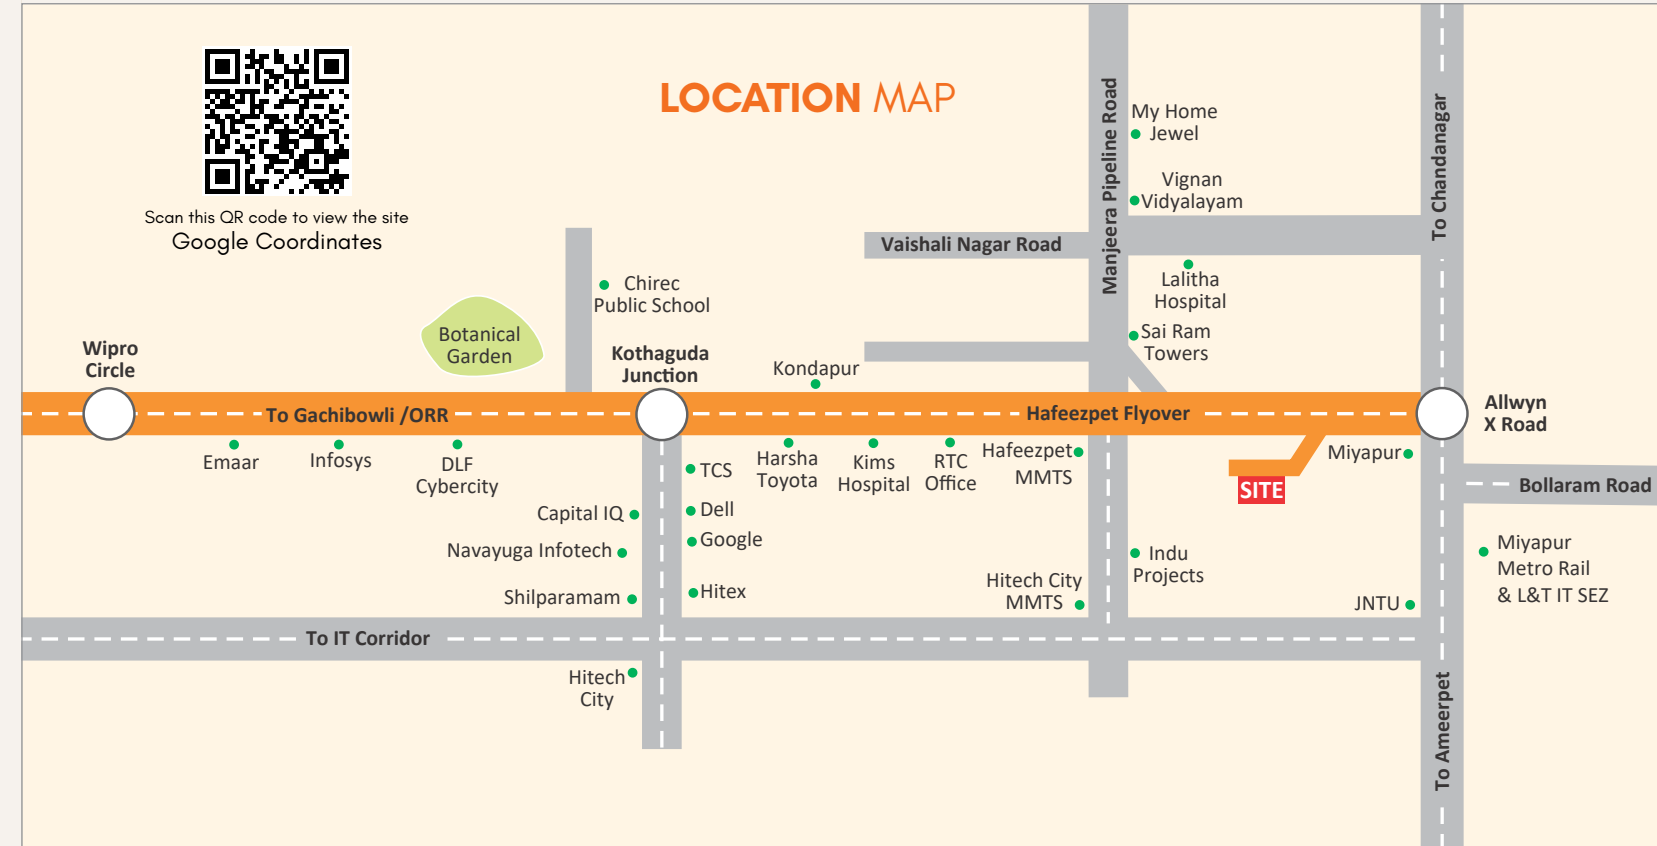 LOCATION MAP
Scan this QR code to view the site
Google Coordinates
Manjeera Pipeline Road
To Chandanagar
My Home
Jewel
Vignan
Vidyalayam
Vaishali Nagar Road
Lalitha
Hospital
Chirec
Public School
Botanical
Garden
Sai Ram
Towers
Wipro
Circle
Kothaguda
Junction
Kondapur
To Gachibowli /ORR
Hafeezpet Flyover
Allwyn
X Road
Emaar
Infosys
DLF
Cybercity
TCS
Harsha
Toyota
Kims
Hospital
RTC
Office
Hafeezpet
MMTS
SITE
Miyapur
Bollaram Road
Capital IQ
Dell
Navayuga Infotech
Google
Shilparamam
Hitex
Hitech City
MMTS
Indu
Projects
JNTU
Miyapur
Metro Rail
& L&T IT SEZ
To IT Corridor
Hitech
City
To Ameerpet